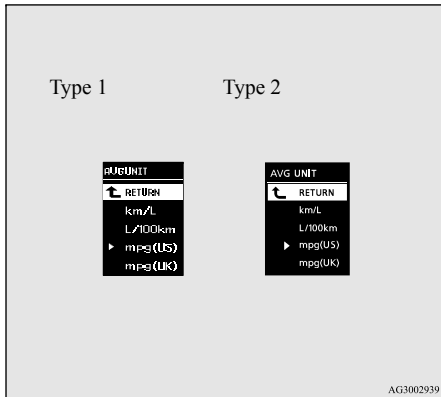 Type 1
AVGUNIT
RETURN
km/L
L/100km
mpg(US)
mpg(UK)
Type 2
AVG UNIT
RETURN
km/L
L/100km
mpg(US)
mpg(UK)
AG3002939